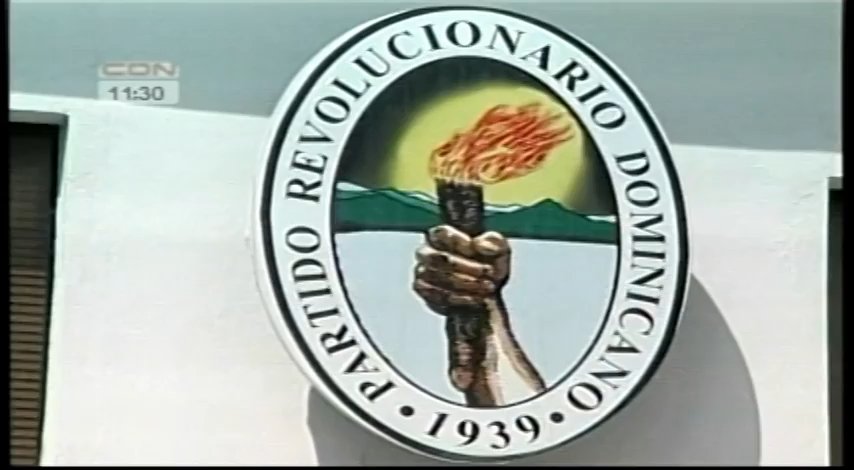 CDN
11:30
PARTIDO REVOLUCIONARIO DOMINICANO
• 1939 •